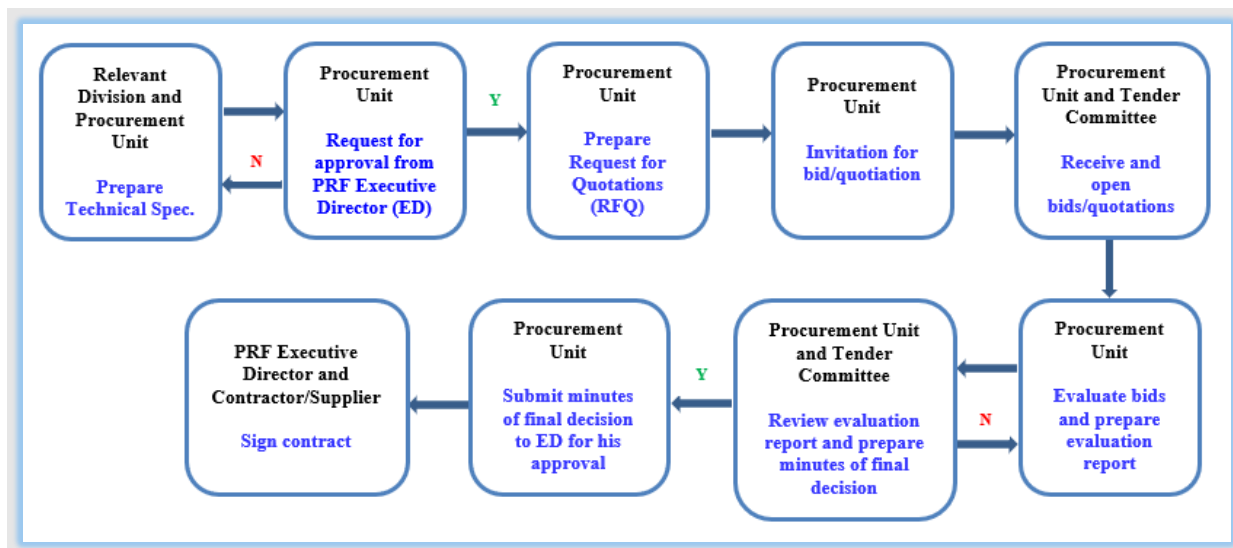 Relevant
Division and
Procurement
Unit
Prepare
Technical Spec.
N
Procurement
Unit
Request for
approval from
PRF Executive
Director (ED)
Y
Procurement
Unit
Prepare
Request for
Quotations
(RFQ)
Procurement
Unit
Invitation for
bid/quotiation
Procurement
Unit and Tender
Committee
Receive and
open
bids/quotations
Procurement
Unit
Evaluate bids
and prepare
evaluation
report
N
Procurement Unit
and Tender
Committee
Review evaluation
report and prepare
minutes of final
decision
Y
Procurement
Unit
Submit minutes
of final decision
to ED for his
approval
PRF Executive
Director and
Contractor/Supplier
Sign contract